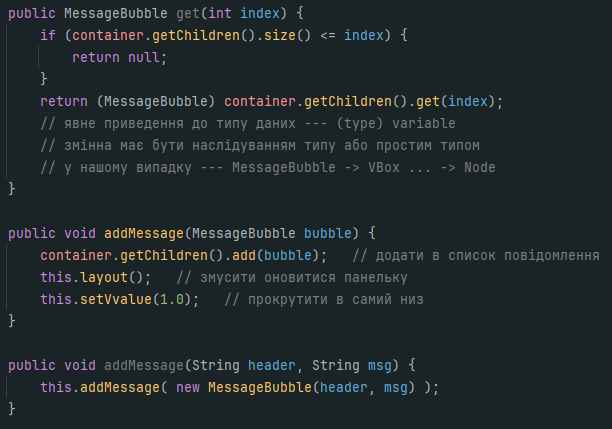 public MessageBubble get(int index) {
    if (container.getChildren().size() <= index) {
        return null;
    }
    return (MessageBubble) container.getChildren().get(index);
    // явне приведення до типу даних --- (type) variable
    // змінна має бути наслідуванням типу або простим типом
    // у нашому випадку --- MessageBubble -> VBox ... -> Node
}

public void addMessage(MessageBubble bubble) {
    container.getChildren().add(bubble);   // додати в список повідомлення
    this.layout();   // змусити оновитися панельку
    this.setVvalue(1.0);   // прокрутити в самий низ
}

public void addMessage(String header, String msg) {
    this.addMessage( new MessageBubble(header, msg) );
}